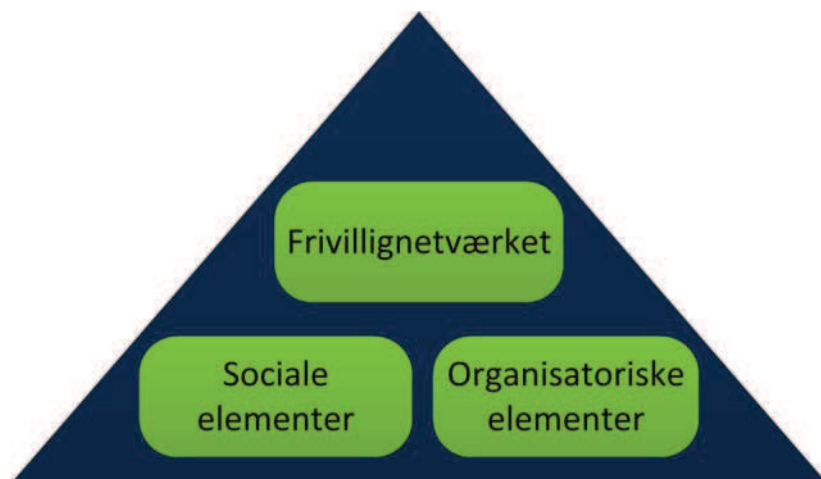 Frivillignetværket
Sociale
elementer
Organisatoriske
elementer